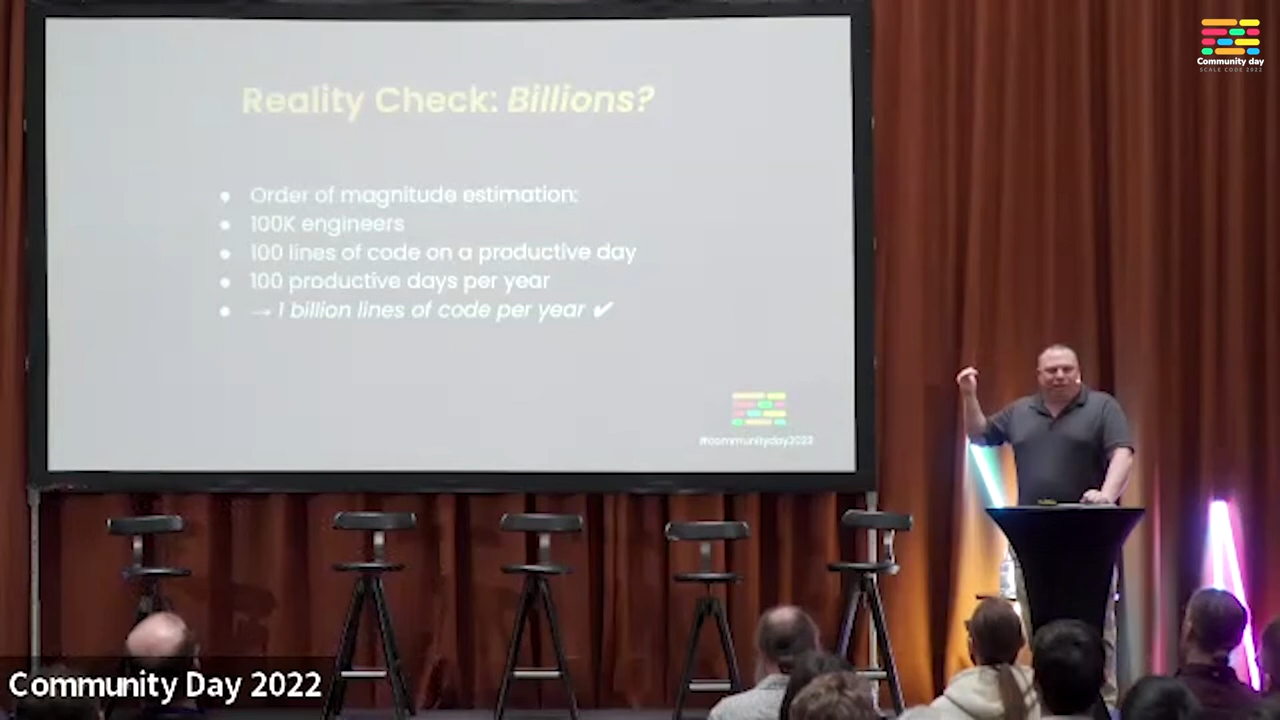 Community day
SCALE CODE 2022
Reality Check: Billions?
Order of magnitude estimation:
100K engineers
100 lines of code on a productive day
100 productive days per year
→ 1 billion lines of code per year ✔
#communityday2022
Community Day 2022